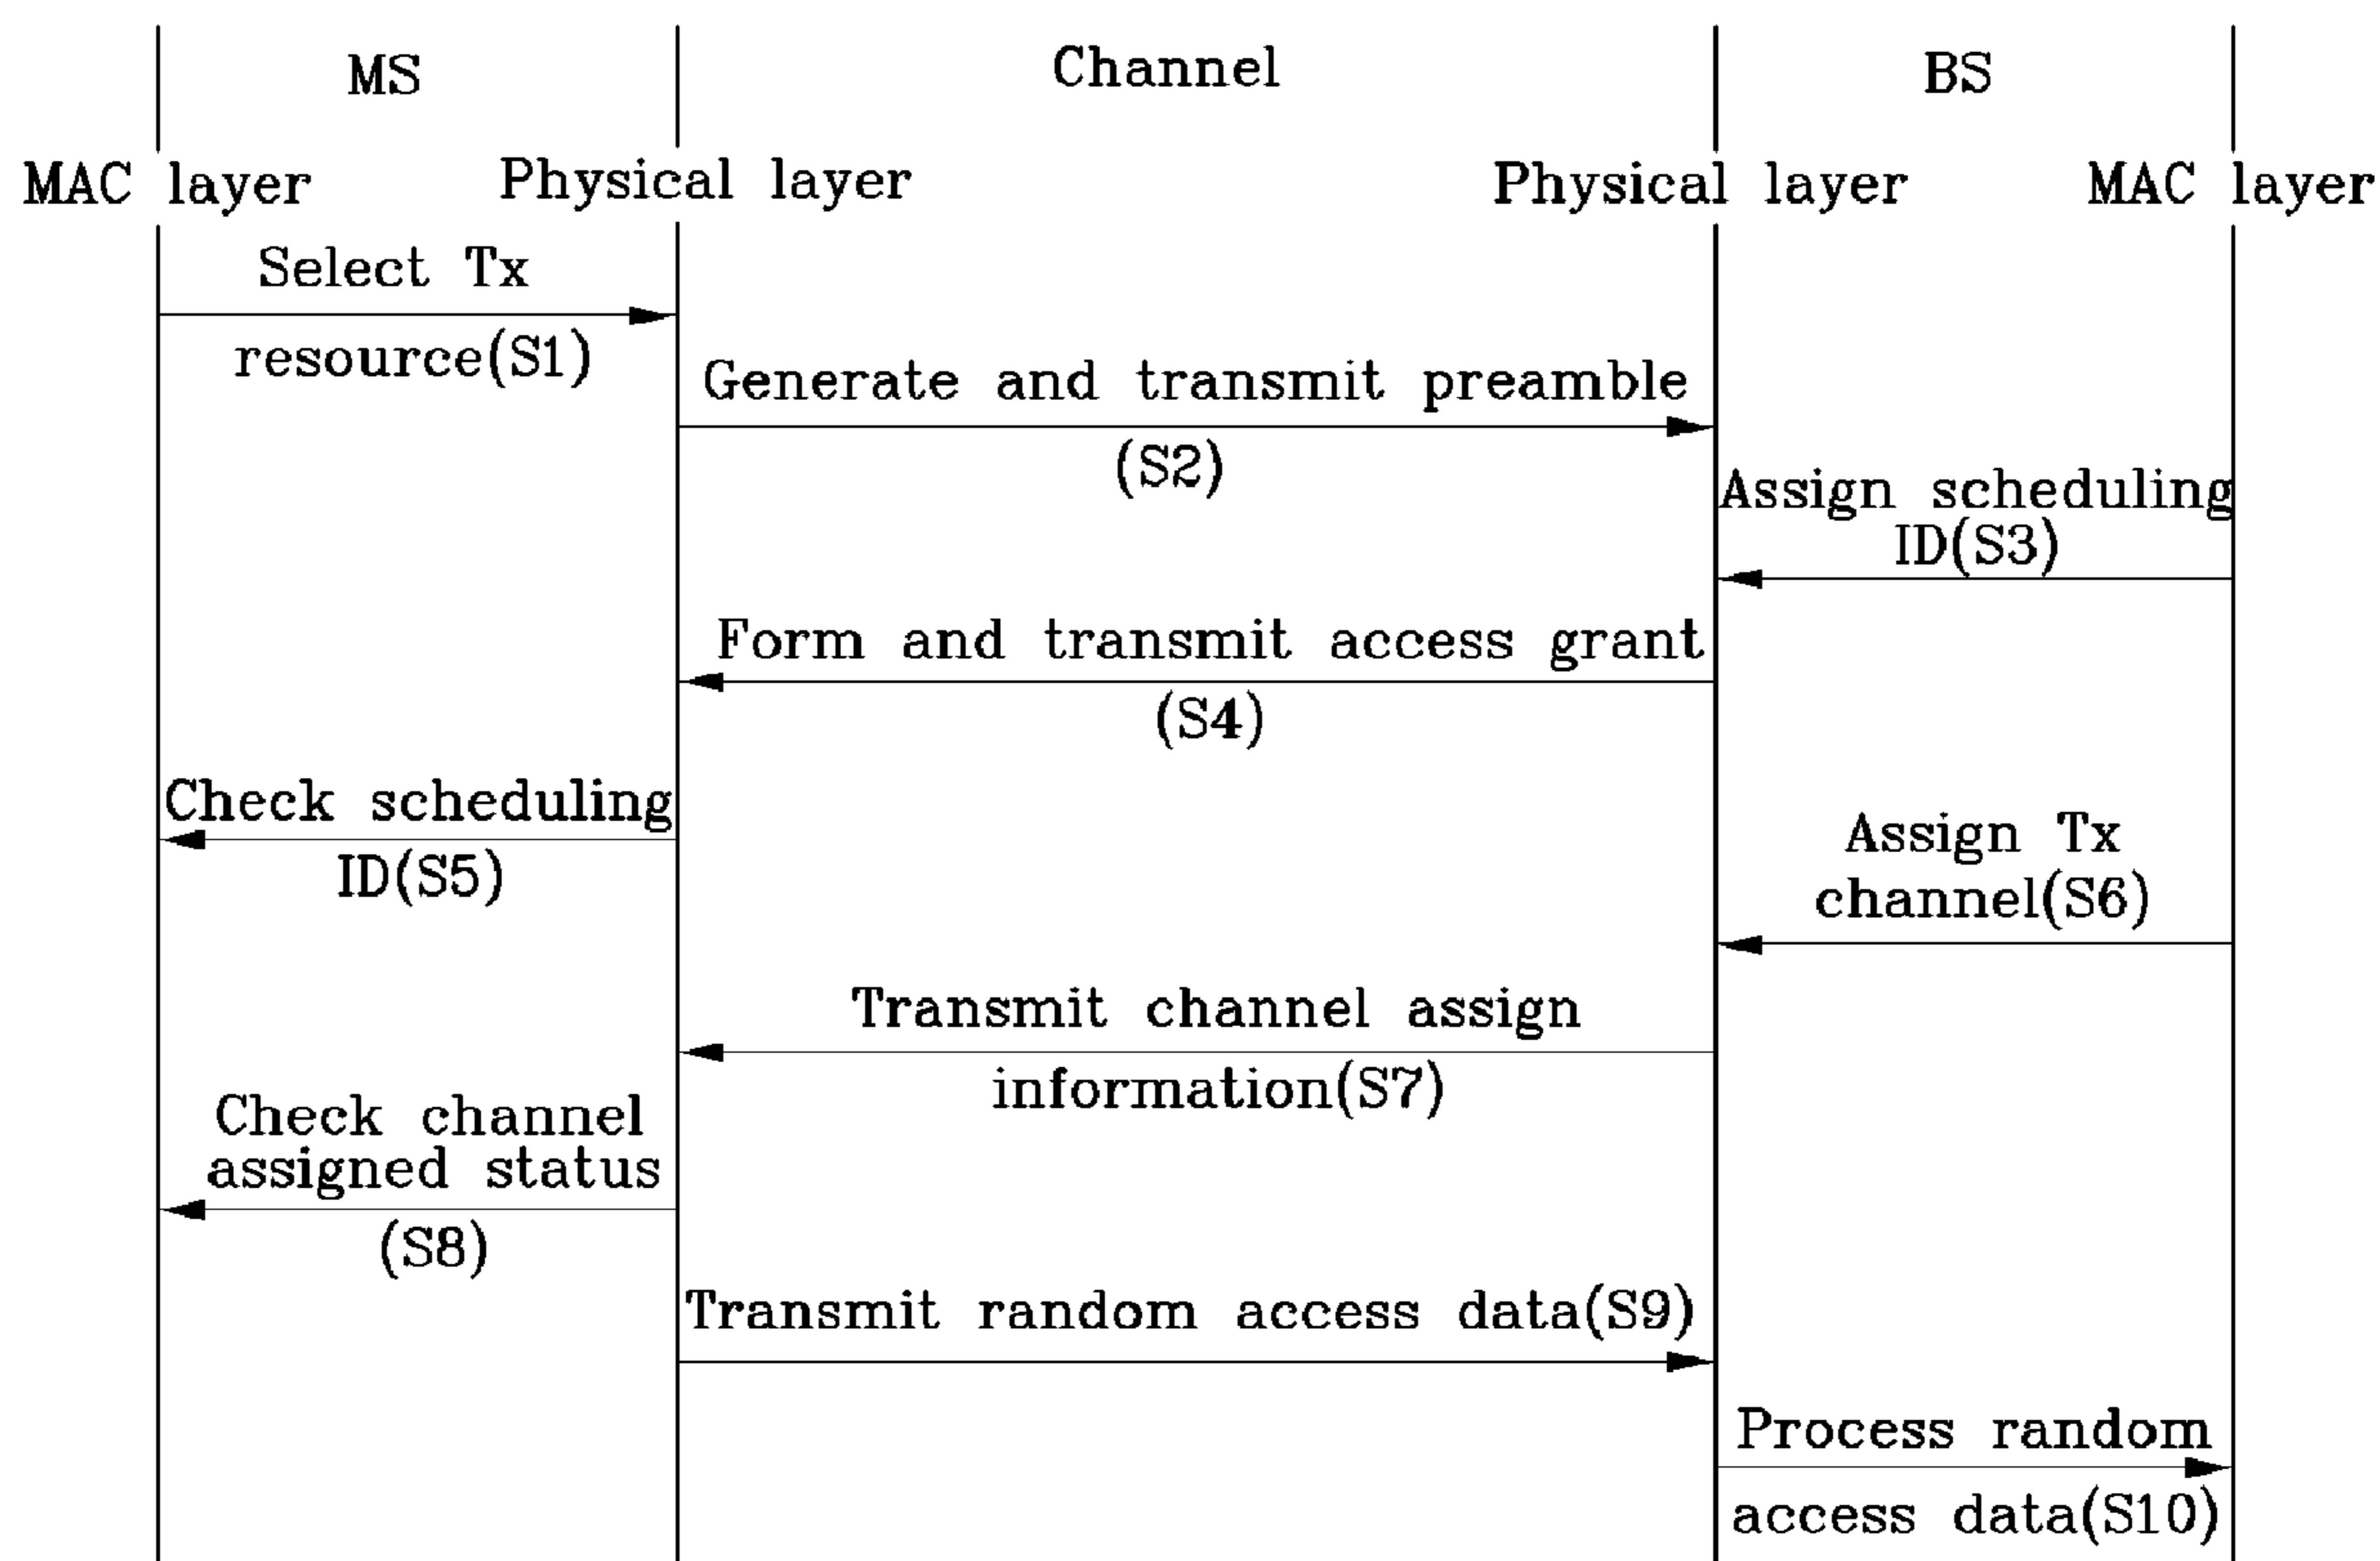 MS
Channel
BS
MAC layer
Physical layer
Physical layer
MAC layer
Select Tx
resource(S1)
Generate and transmit preamble
(S2)
Assign scheduling
ID(S3)
Form and transmit access grant
(S4)
Check scheduling
ID(S5)
Assign Tx
channel(S6)
Transmit channel assign
information(S7)
Check channel
assigned status
(S8)
Transmit random access data(S9)
Process random
access data(S10)